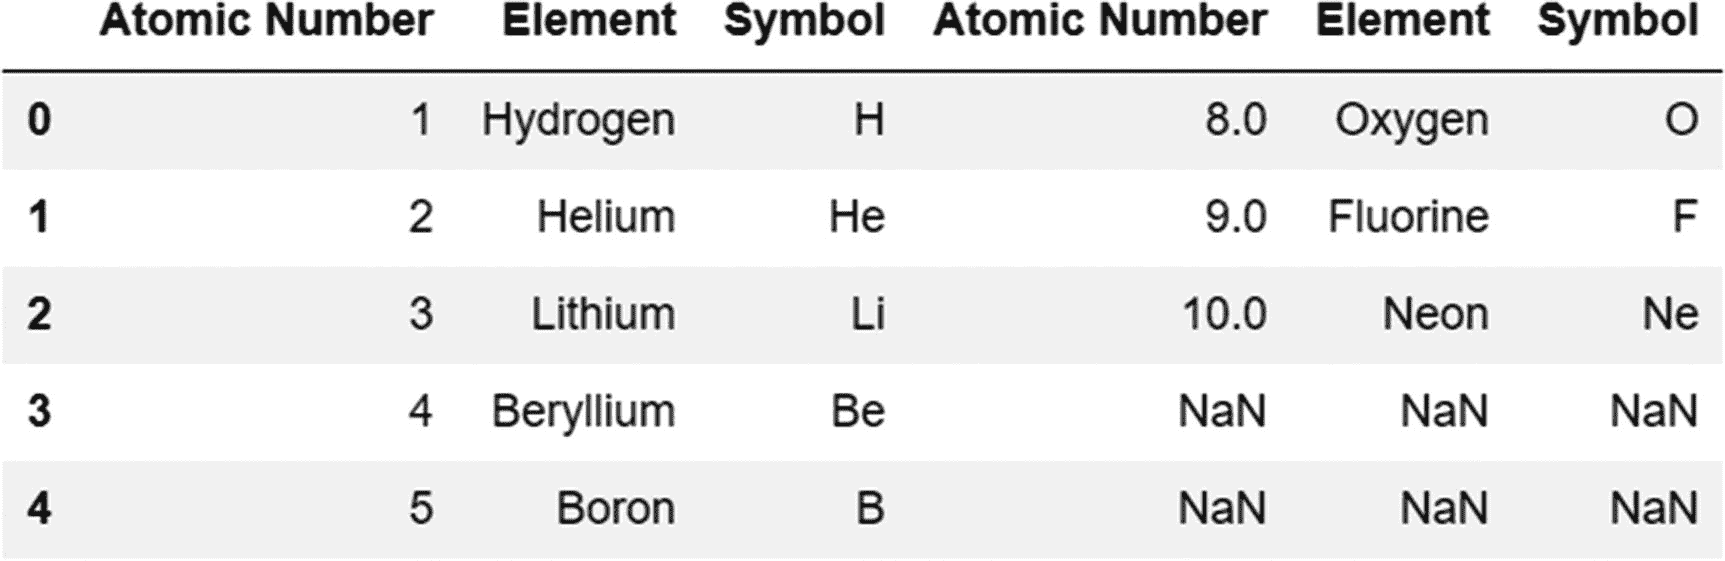 Atomic Number Element Symbol Atomic Number Element Symbol
0 1 Hydrogen H 8.0 Oxygen O
1 2 Helium He 9.0 Fluorine F
2 3 Lithium Li 10.0 Neon Ne
3 4 Beryllium Be NaN NaN NaN
4 5 Boron B NaN NaN NaN